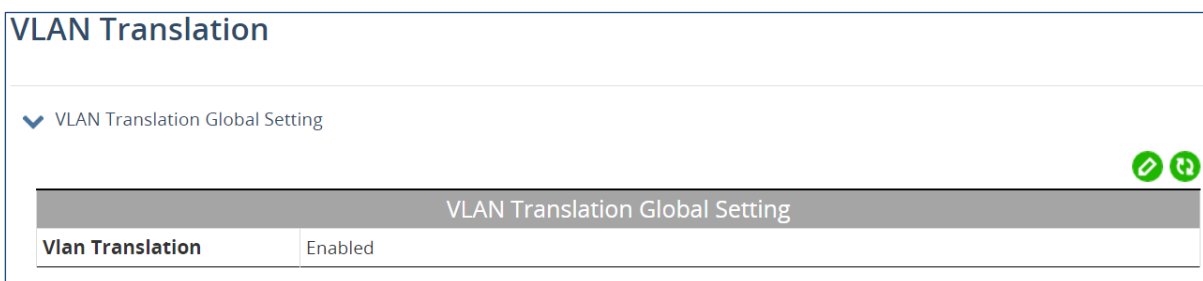 VLAN Translation
VLAN Translation Global Setting
VLAN Translation Global Setting
Vlan Translation Enabled